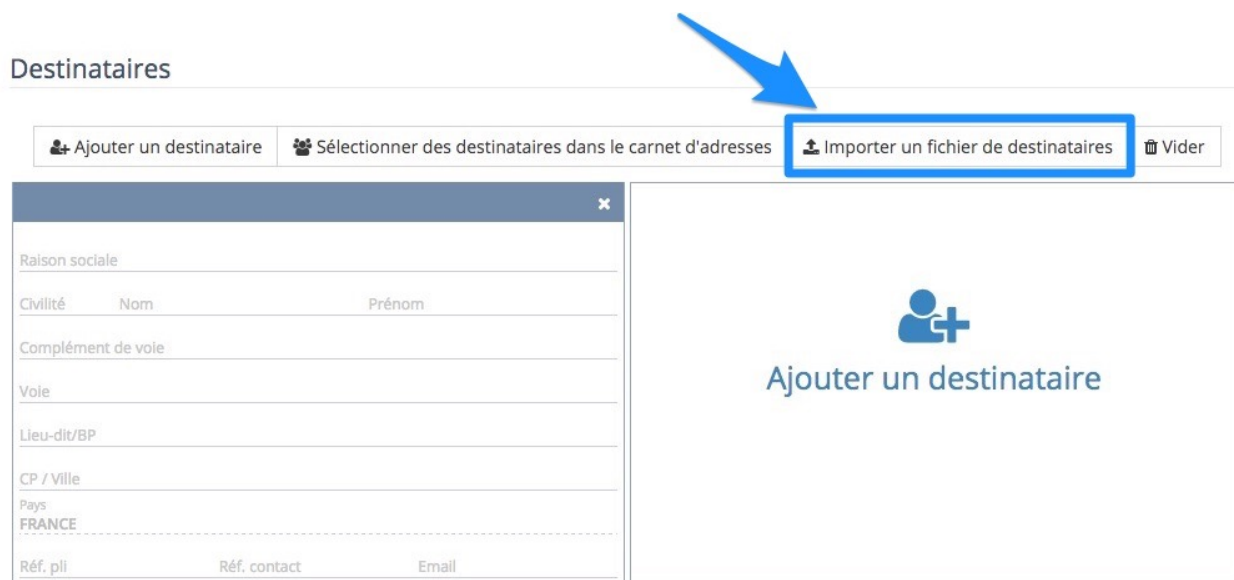 Destinataires
Ajouter un destinataire Sélectionner des destinataires dans le carnet d'adresses Importer un fichier de destinataires Vider
Raison sociale
Civilité Nom Prénom
Complément de voie
Voie
Lieu-dit/BP
CP / Ville
Pays
FRANCE
Réf. pli Réf. contact Email
Ajouter un destinataire